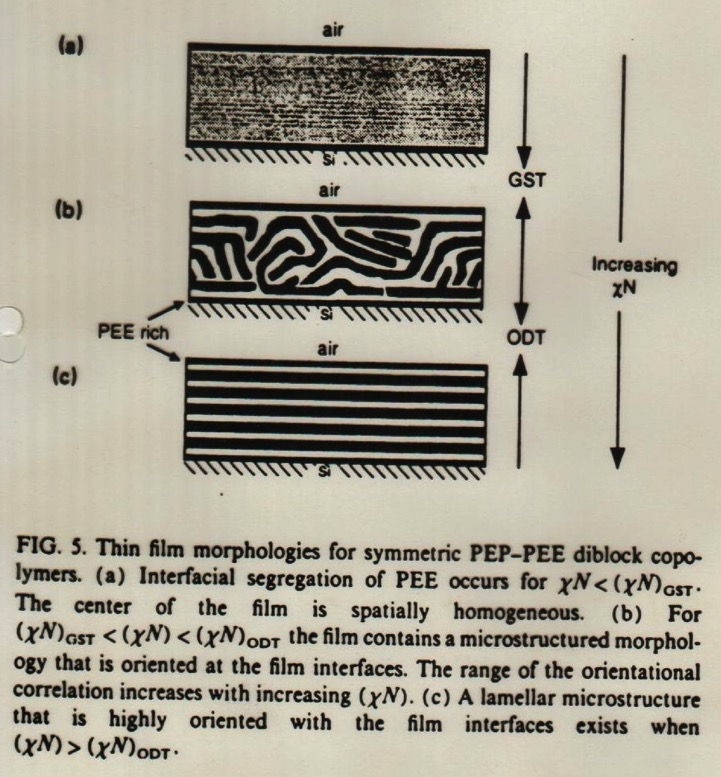 (a)
air
Si
GST
(b)
air
Si
Increasing
χN
PEE rich
ODT
(c)
air
Si
FIG. 5. Thin film morphologies for symmetric PEP–PEE diblock copo-
lymers. (a) Interfacial segregation of PEE occurs for χN < (χN)GST.
The center of the film is spatially homogeneous. (b) For
(χN)GST < (χN) < (χN)ODT the film contains a microstructured morphol-
ogy that is oriented at the film interfaces. The range of the orientational
correlation increases with increasing (χN). (c) A lamellar microstructure
that is highly oriented with the film interfaces exists when
(χN) > (χN)ODT.